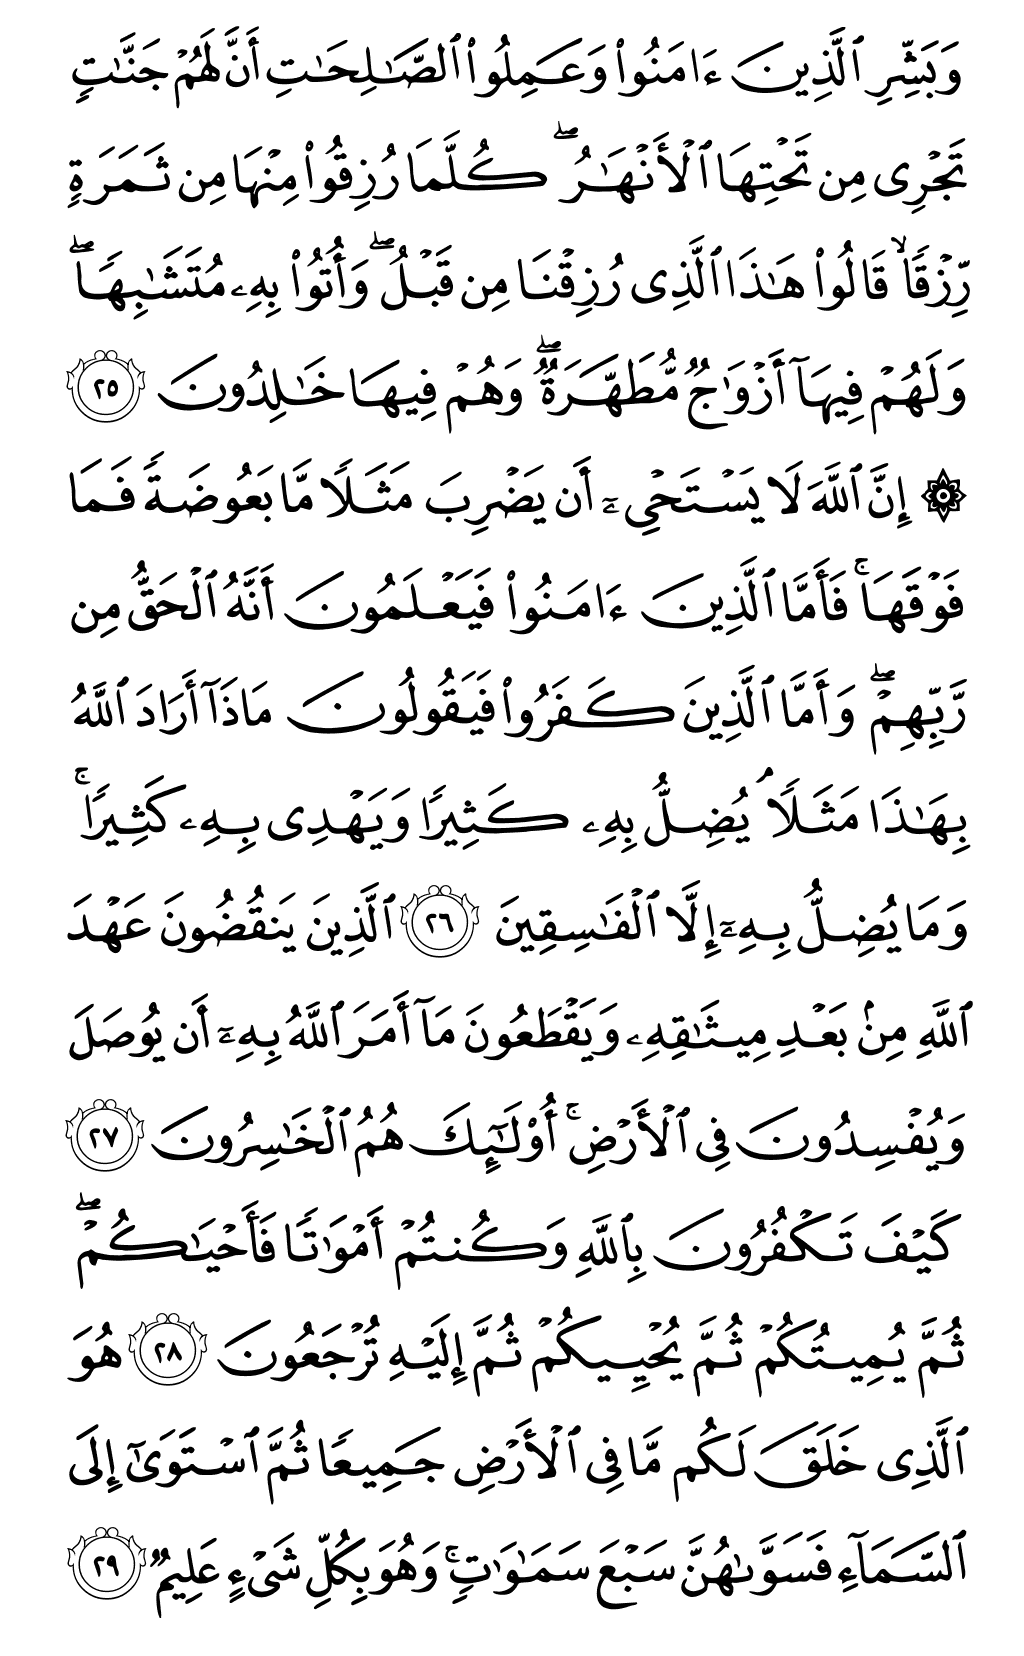 وَبَشِّرِ ٱلَّذِينَ ءَامَنُوا۟ وَعَمِلُوا۟ ٱلصَّـٰلِحَـٰتِ أَنَّ لَهُمْ جَنَّـٰتٍ
تَجْرِى مِن تَحْتِهَا ٱلْأَنْهَـٰرُ ۖ كُلَّمَا رُزِقُوا۟ مِنْهَا مِن ثَمَرَةٍ
رِّزْقًا ۙ قَالُوا۟ هَـٰذَا ٱلَّذِى رُزِقْنَا مِن قَبْلُ ۖ وَأُتُوا۟ بِهِۦ مُتَشَـٰبِهًا ۖ
وَلَهُمْ فِيهَآ أَزْوَٰجٌ مُّطَهَّرَةٌ ۖ وَهُمْ فِيهَا خَـٰلِدُونَ ٢٥
۞ إِنَّ ٱللَّهَ لَا يَسْتَحْىِۦٓ أَن يَضْرِبَ مَثَلًا مَّا بَعُوضَةً فَمَا
فَوْقَهَا ۚ فَأَمَّا ٱلَّذِينَ ءَامَنُوا۟ فَيَعْلَمُونَ أَنَّهُ ٱلْحَقُّ مِن
رَّبِّهِمْ ۖ وَأَمَّا ٱلَّذِينَ كَفَرُوا۟ فَيَقُولُونَ مَاذَآ أَرَادَ ٱللَّهُ
بِهَـٰذَا مَثَلًا ۘ يُضِلُّ بِهِۦ كَثِيرًا وَيَهْدِى بِهِۦ كَثِيرًا ۚ
وَمَا يُضِلُّ بِهِۦٓ إِلَّا ٱلْفَـٰسِقِينَ ٢٦ ٱلَّذِينَ يَنقُضُونَ عَهْدَ
ٱللَّهِ مِنۢ بَعْدِ مِيثَـٰقِهِۦ وَيَقْطَعُونَ مَآ أَمَرَ ٱللَّهُ بِهِۦٓ أَن يُوصَلَ
وَيُفْسِدُونَ فِى ٱلْأَرْضِ ۚ أُو۟لَـٰٓئِكَ هُمُ ٱلْخَـٰسِرُونَ ٢٧
كَيْفَ تَكْفُرُونَ بِٱللَّهِ وَكُنتُمْ أَمْوَٰتًا فَأَحْيَـٰكُمْ ۖ
ثُمَّ يُمِيتُكُمْ ثُمَّ يُحْيِيكُمْ ثُمَّ إِلَيْهِ تُرْجَعُونَ ٢٨ هُوَ
ٱلَّذِى خَلَقَ لَكُم مَّا فِى ٱلْأَرْضِ جَمِيعًا ثُمَّ ٱسْتَوَىٰٓ إِلَى
ٱلسَّمَآءِ فَسَوَّىٰهُنَّ سَبْعَ سَمَـٰوَٰتٍ ۚ وَهُوَ بِكُلِّ شَىْءٍ عَلِيمٌ ٢٩